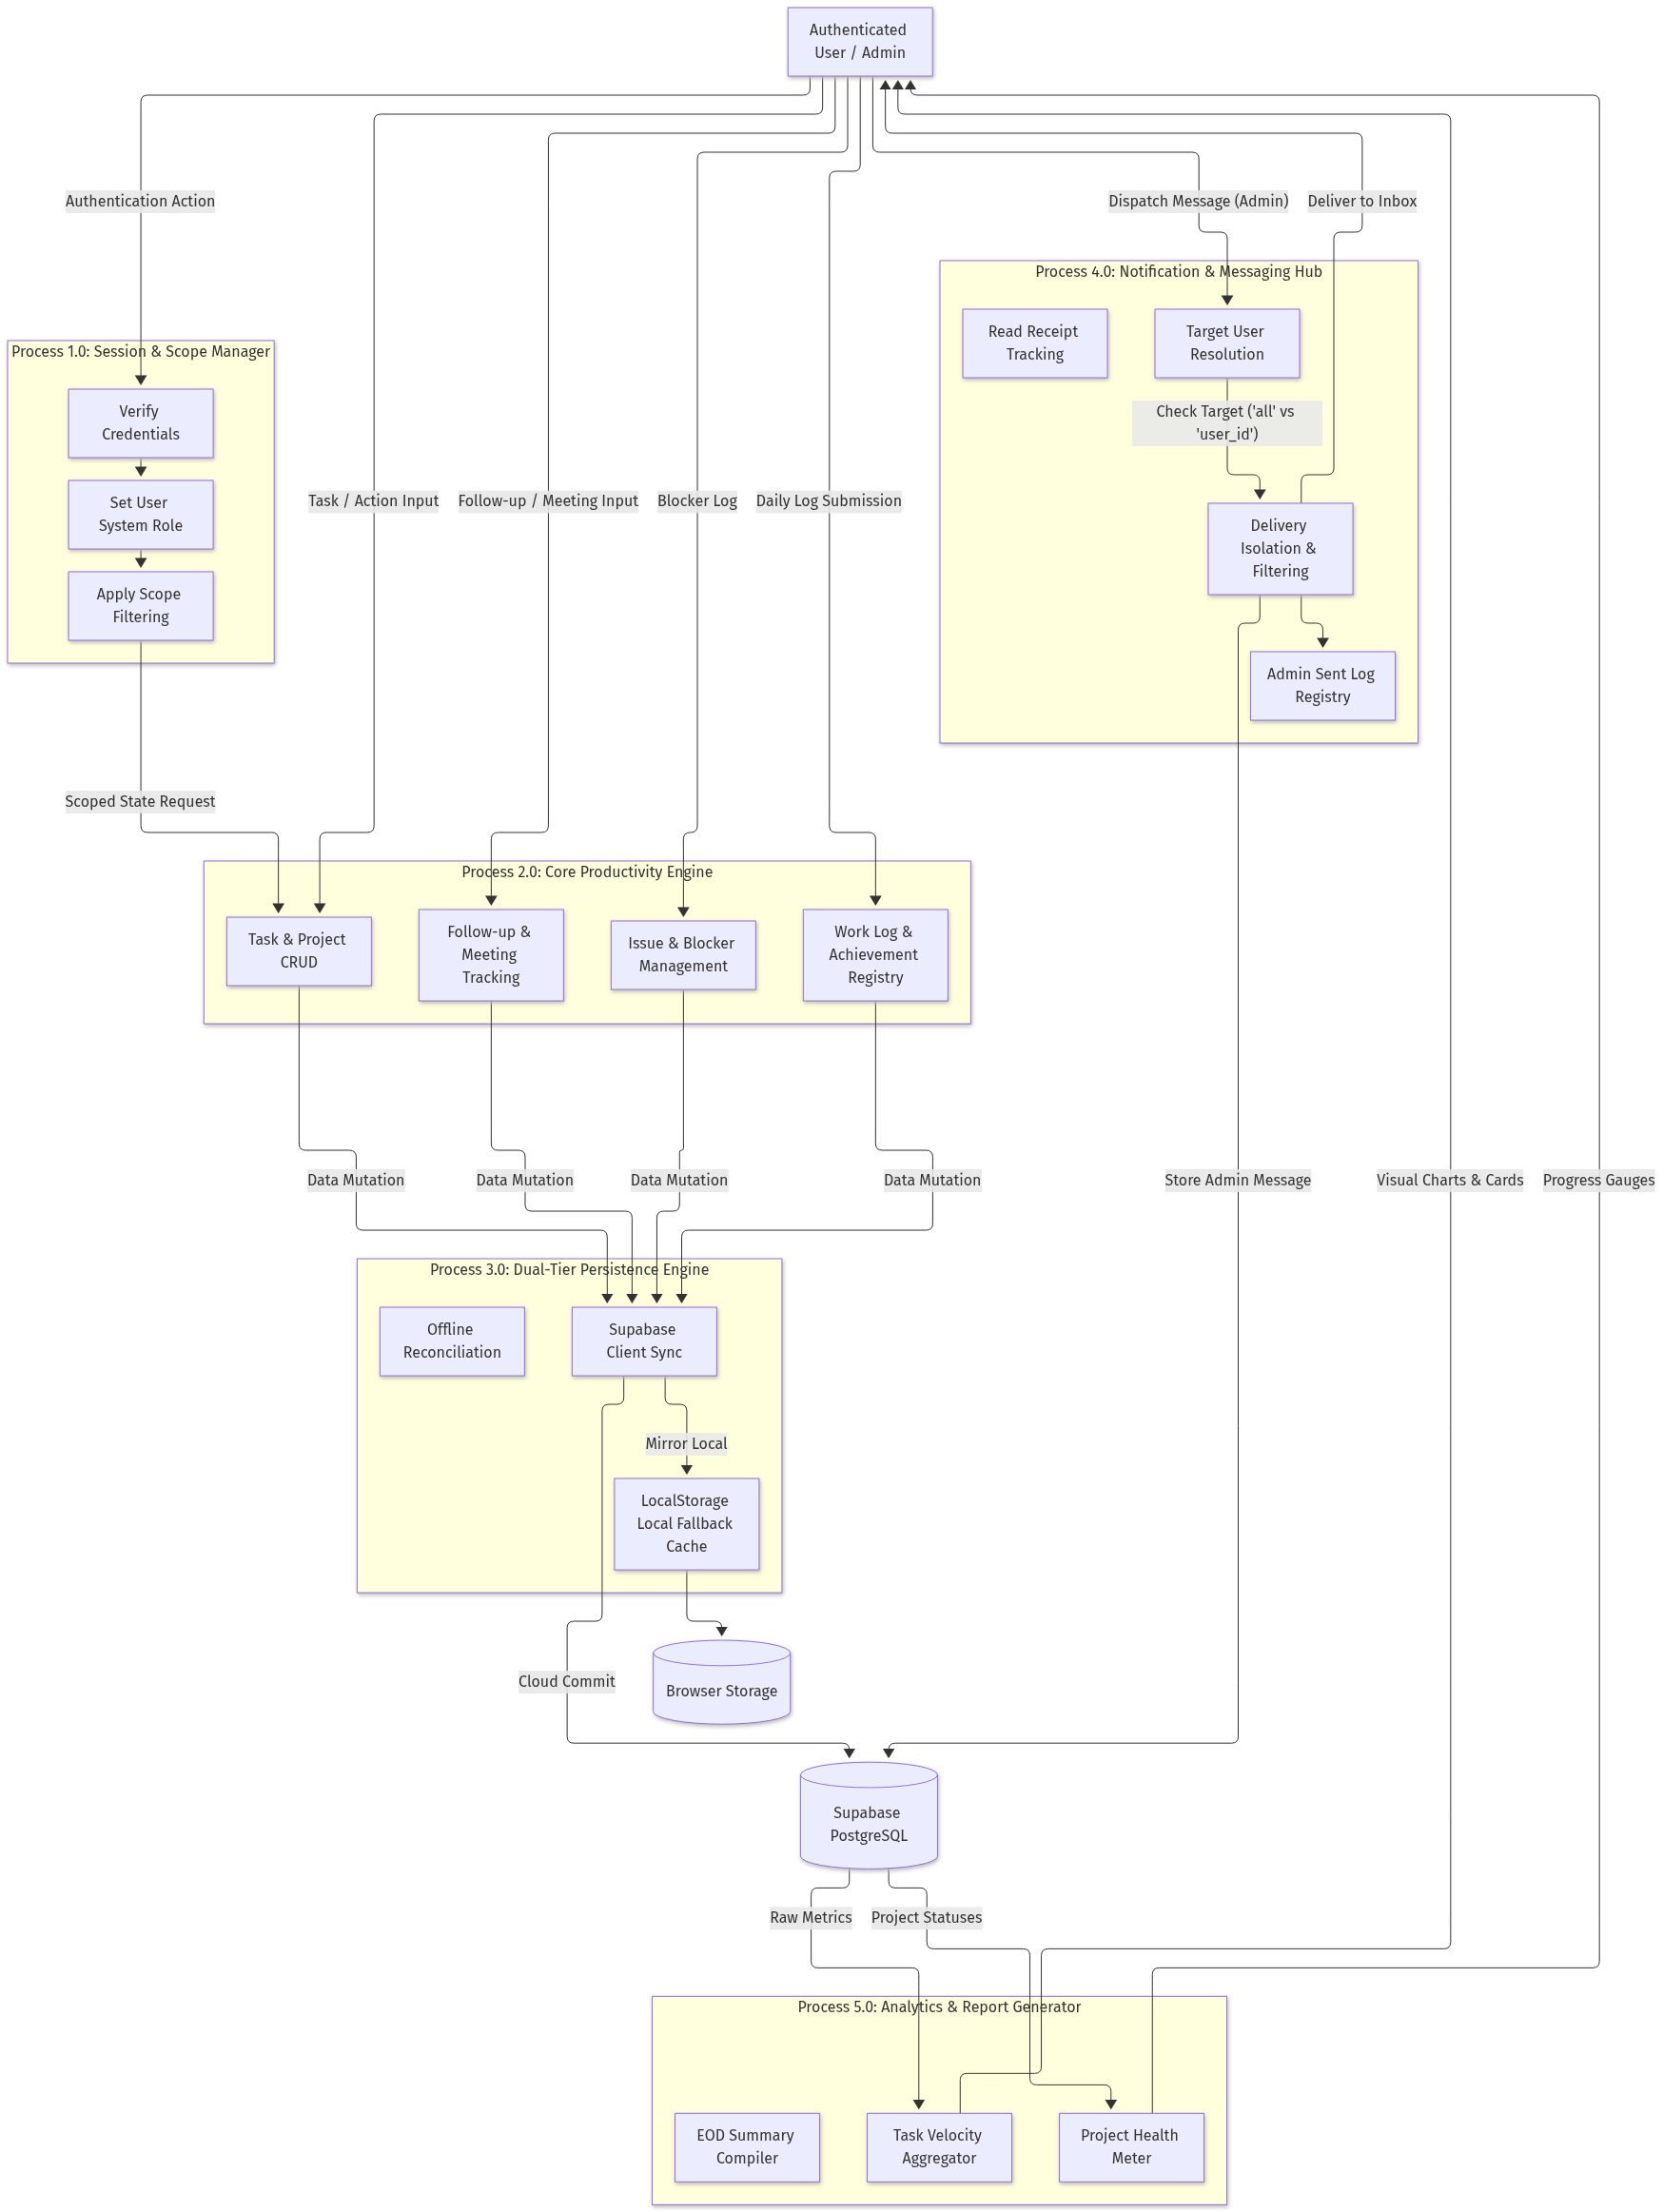 Authenticated
User / Admin
Authentication Action
Dispatch Message (Admin)
Deliver to Inbox
Process 4.0: Notification & Messaging Hub
Read Receipt
Tracking
Target User
Resolution
Process 1.0: Session & Scope Manager
Verify
Credentials
Check Target ('all' vs
'user_id')
Set User
System Role
Task / Action Input
Follow-up / Meeting Input
Blocker Log
Daily Log Submission
Delivery
Isolation &
Filtering
Apply Scope
Filtering
Admin Sent Log
Registry
Scoped State Request
Process 2.0: Core Productivity Engine
Task & Project
CRUD
Follow-up &
Meeting
Tracking
Issue & Blocker
Management
Work Log &
Achievement
Registry
Data Mutation
Data Mutation
Data Mutation
Data Mutation
Store Admin Message
Visual Charts & Cards
Progress Gauges
Process 3.0: Dual-Tier Persistence Engine
Offline
Reconciliation
Supabase
Client Sync
Mirror Local
LocalStorage
Local Fallback
Cache
Cloud Commit
Browser Storage
Supabase
PostgreSQL
Raw Metrics
Project Statuses
Process 5.0: Analytics & Report Generator
EOD Summary
Compiler
Task Velocity
Aggregator
Project Health
Meter